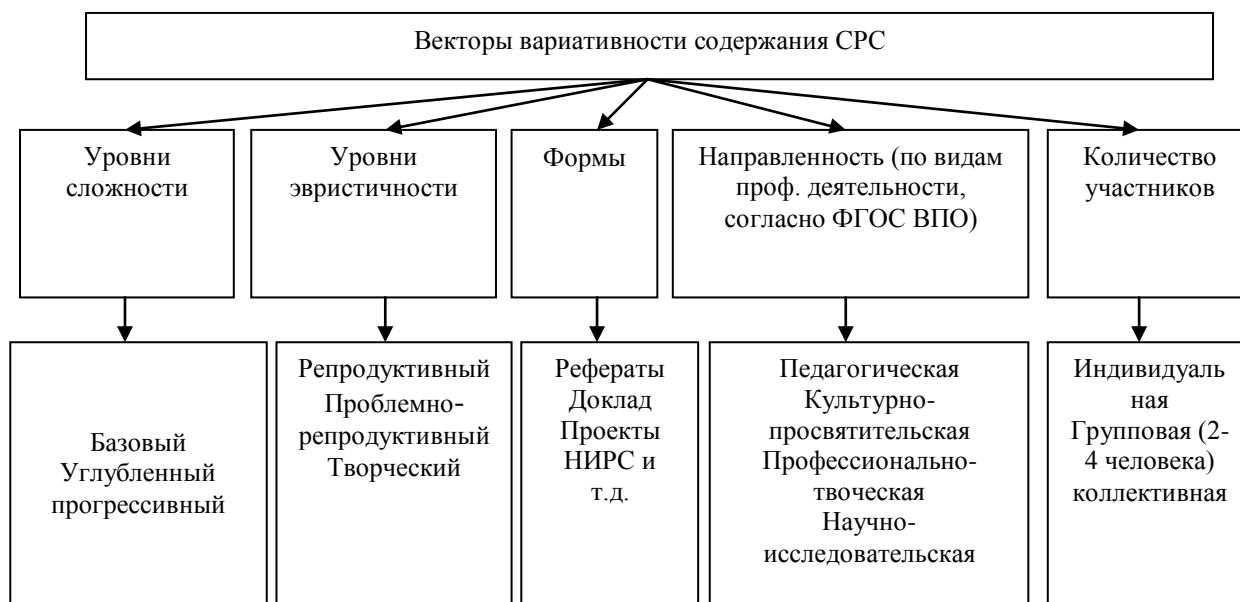 Векторы вариативности содержания СРС
Уровни
сложности
Уровни
эвристичности
Формы
Направленность (по видам
проф. деятельности,
согласно ФГОС ВПО)
Количество
участников
Базовый
Углубленный
прогрессивный
Репродуктивный
Проблемно-
репродуктивный
Творческий
Рефераты
Доклад
Проекты
НИРС и
т.д.
Педагогическая
Культурно-
просвятительская
Профессионально-
твоческая
Научно-
исследовательская
Индивидуаль
ная
Групповая (2-
4 человека)
коллективная